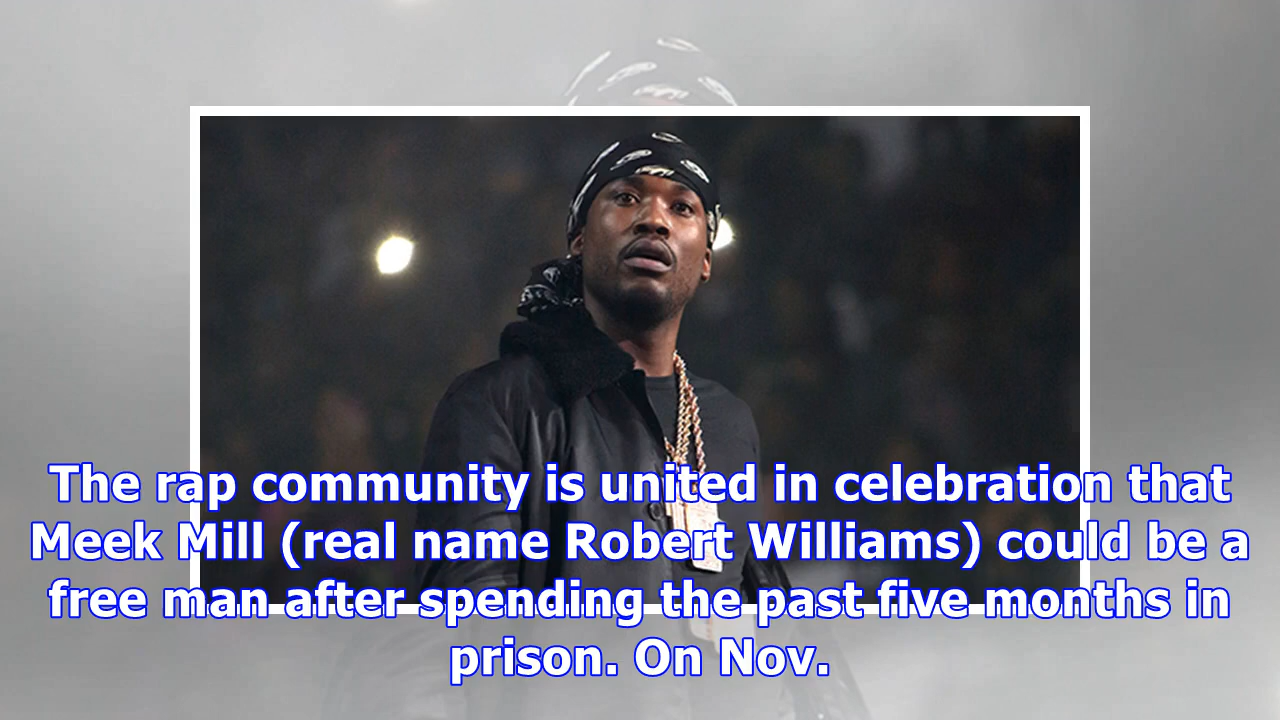 The rap community is united in celebration that
Meek Mill (real name Robert Williams) could be a
free man after spending the past five months in
prison. On Nov.